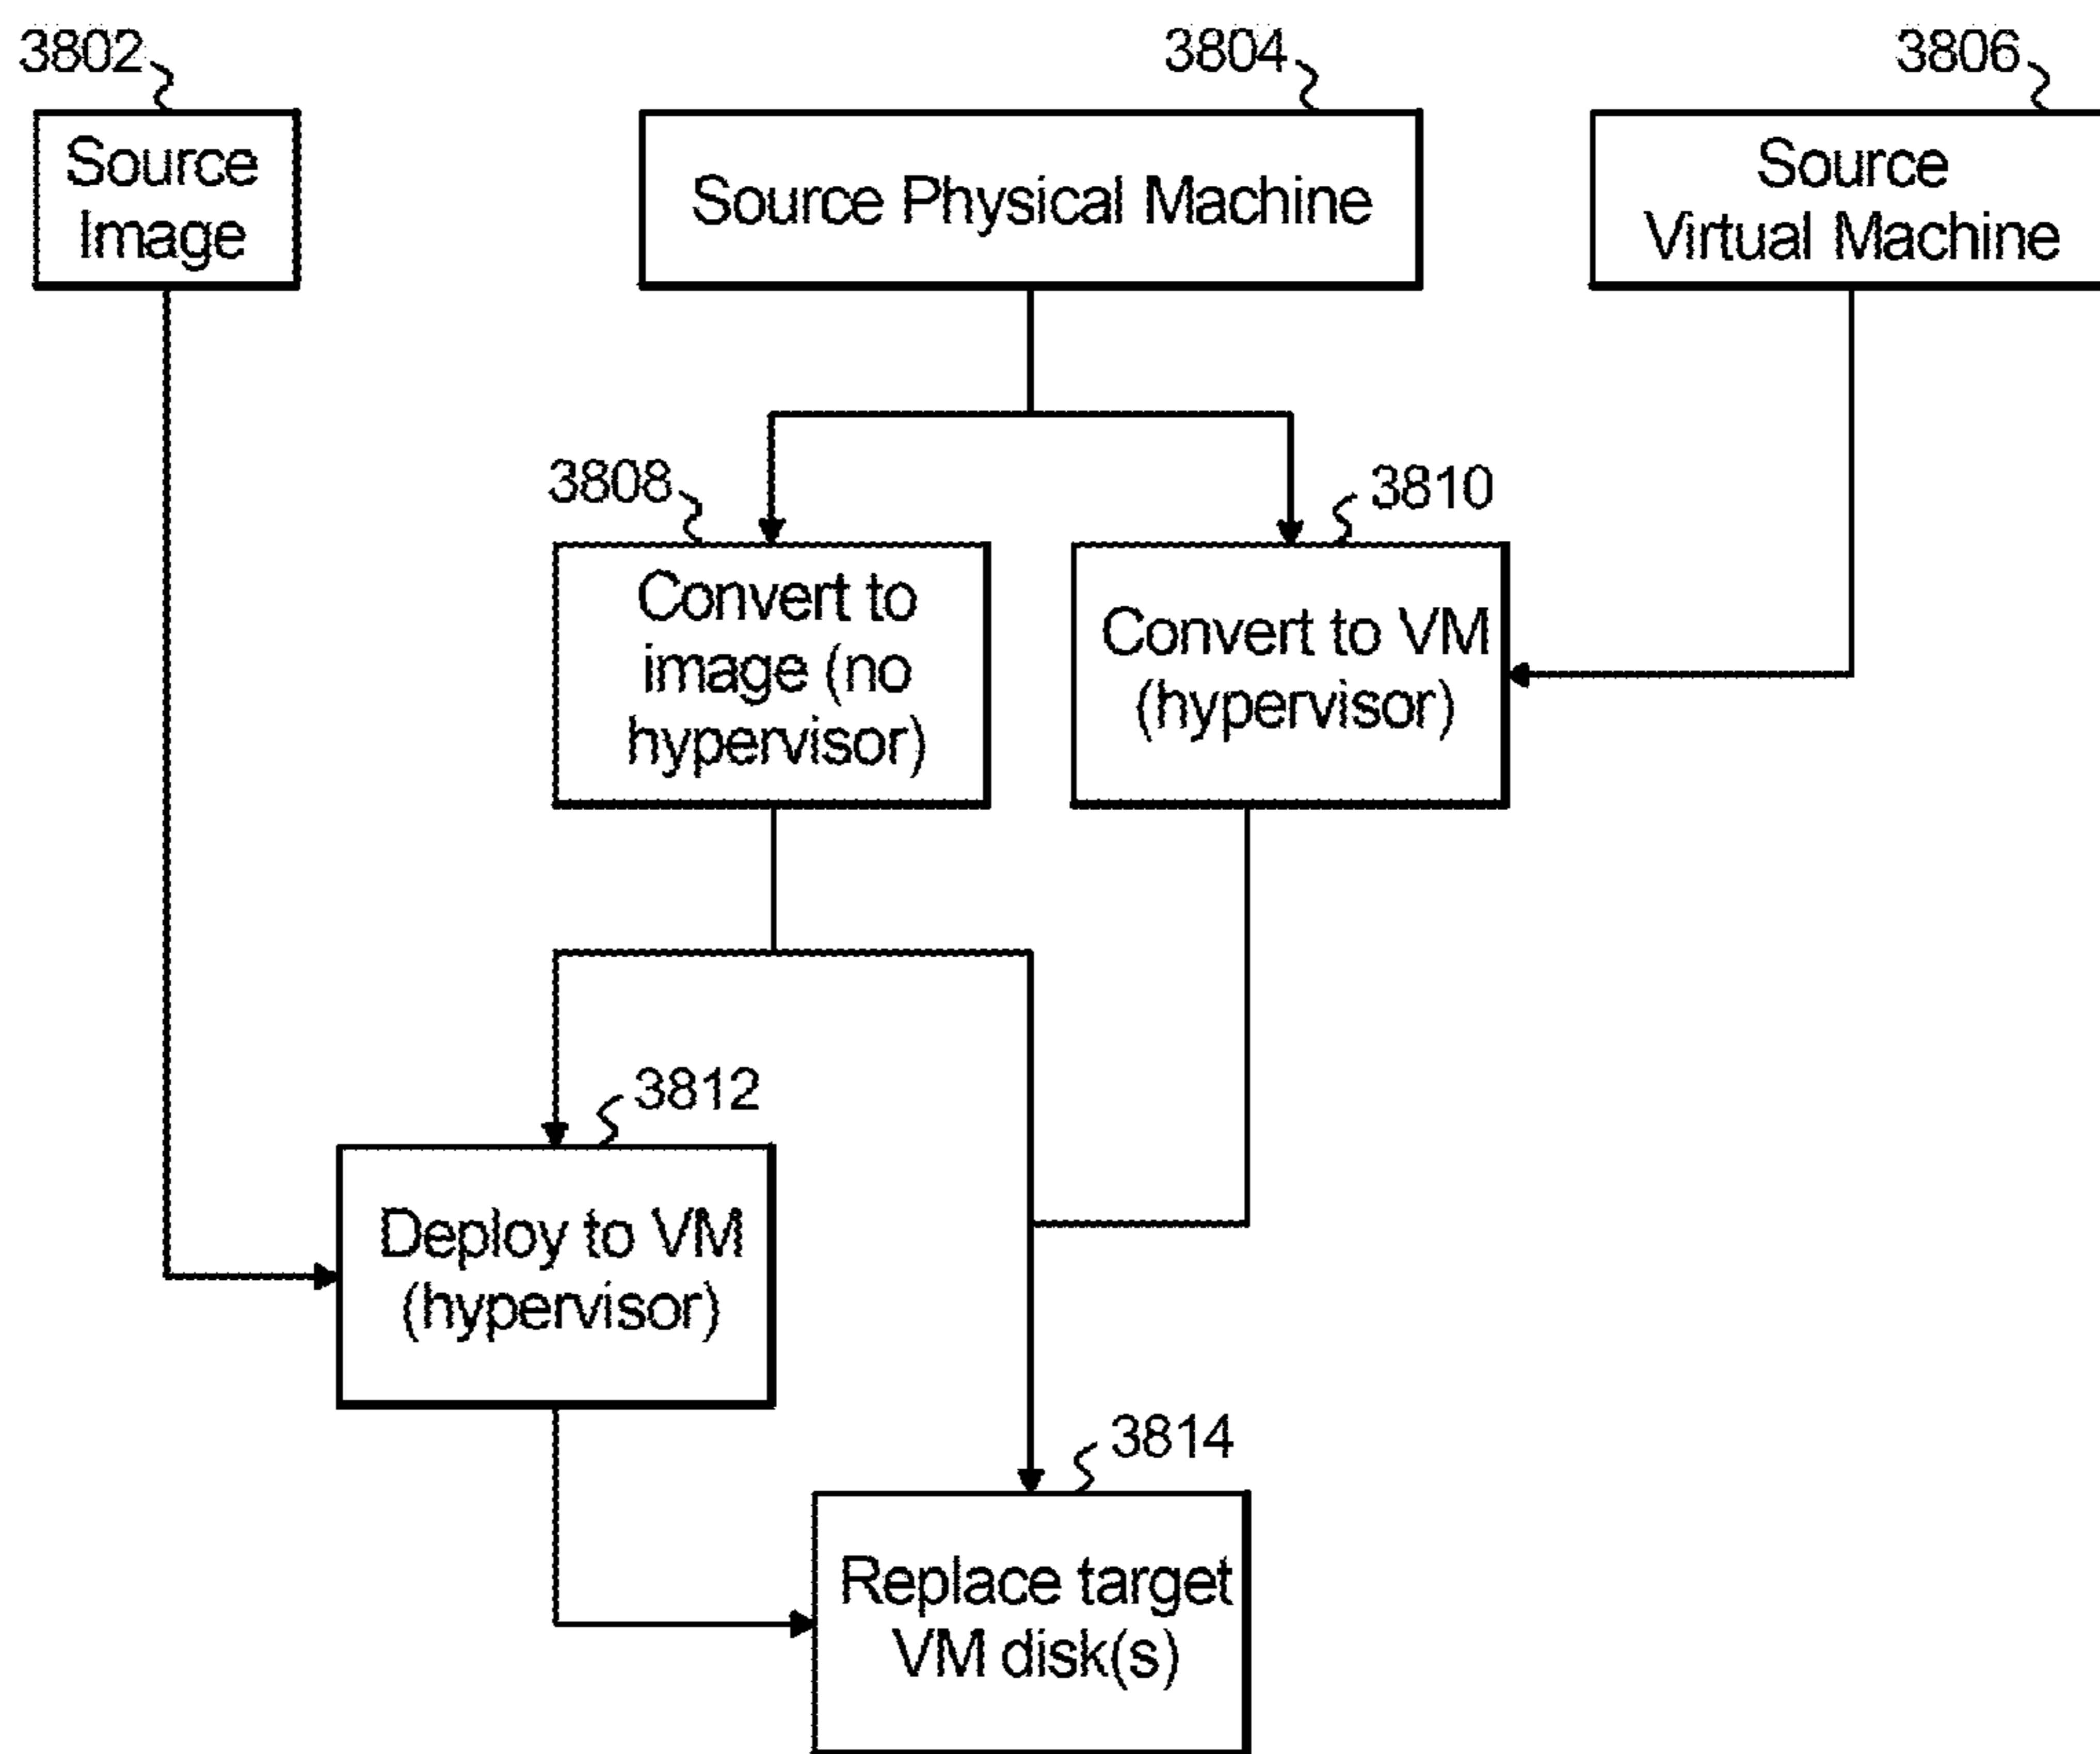 3802
3804
3806
Source
Image
Source Physical Machine
Source
Virtual Machine
3808
3810
Convert to
image (no
hypervisor)
Convert to VM
(hypervisor)
3812
Deploy to VM
(hypervisor)
3814
Replace target
VM disk(s)